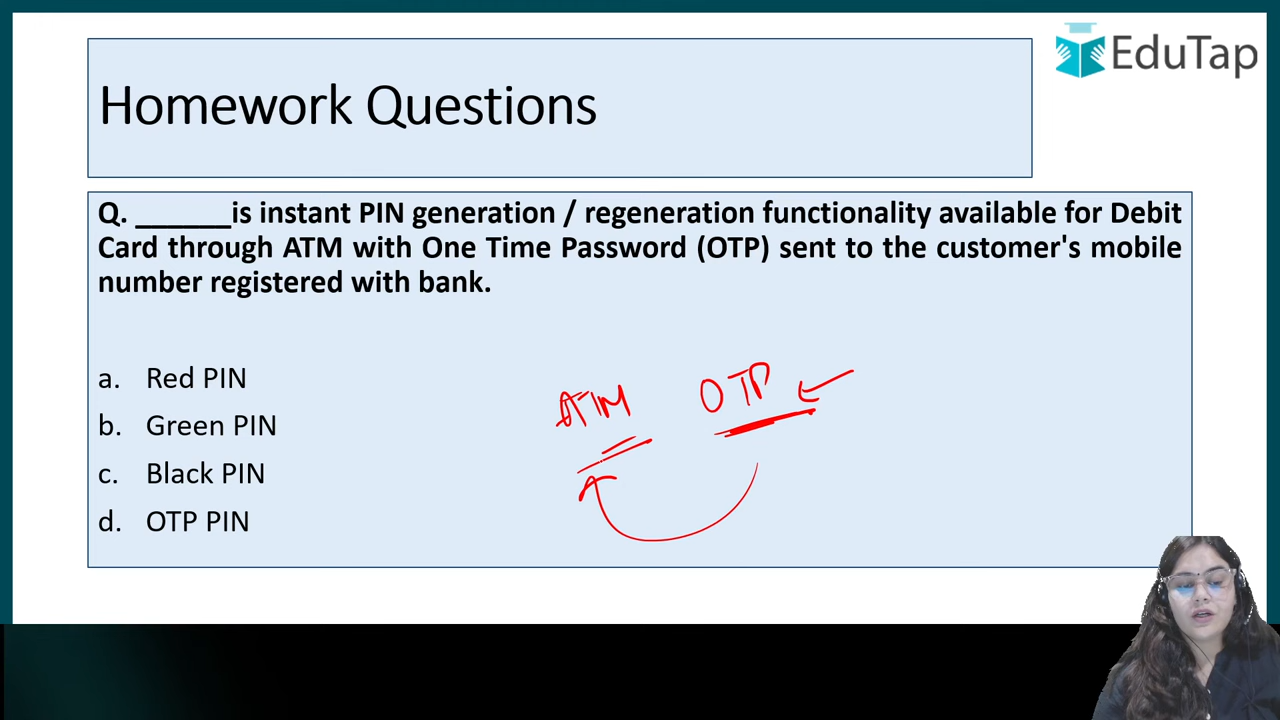 EduTap
Homework Questions
Q. ______is instant PIN generation / regeneration functionality available for Debit
Card through ATM with One Time Password (OTP) sent to the customer's mobile
number registered with bank.
a. Red PIN
b. Green PIN
c. Black PIN
d. OTP PIN
ATM OTP